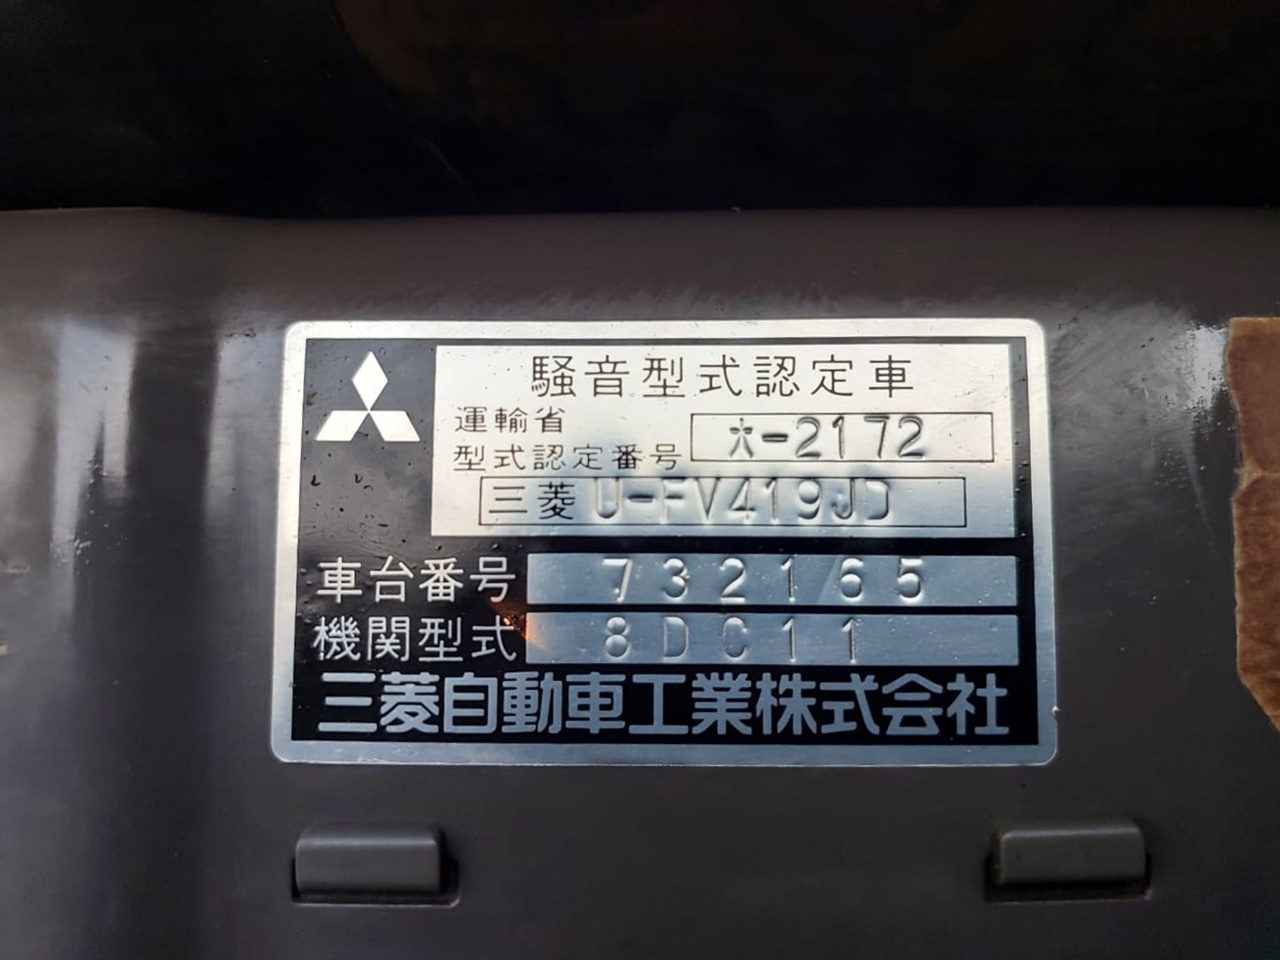 騒音型式認定車
運輸省
型式認定番号 大-2172
三菱 U-FV419JD
車台番号 732165
機関型式 8DC11
三菱自動車工業株式会社